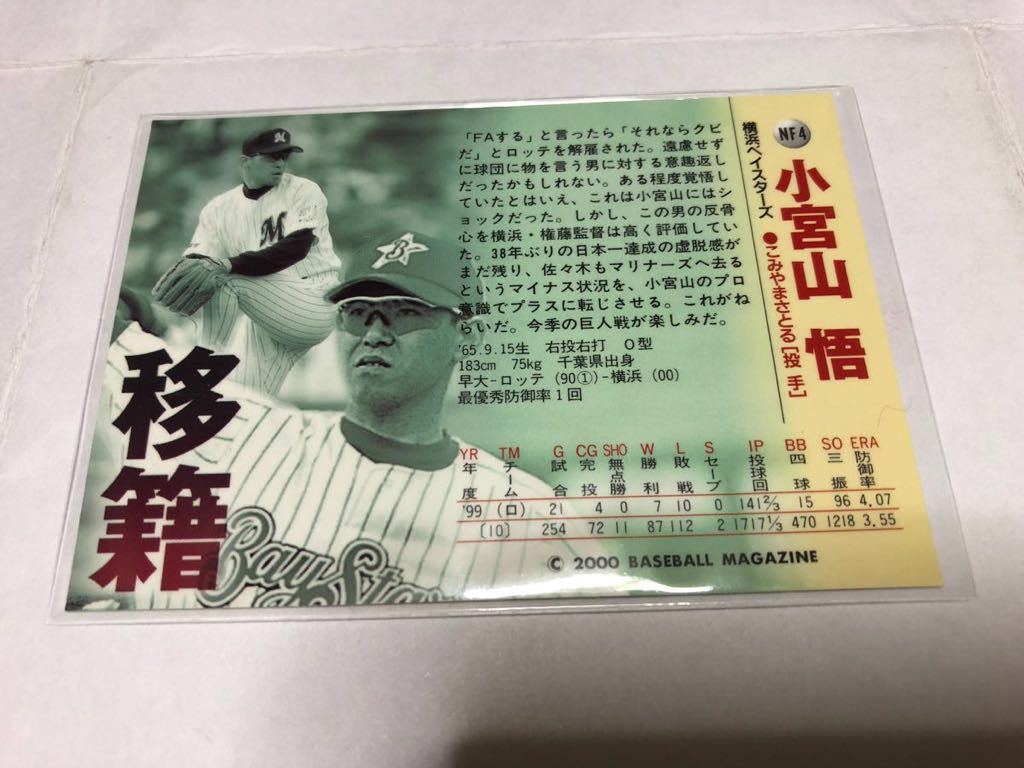 NF4
横浜ベイスターズ
小宮山 悟
●こみやまさとる[投手]
「FAする」と言ったら「それならクビ
だ」とロッテを解雇された。遠慮せず
に球団に物を言う男に対する意趣返し
だったかもしれない。ある程度覚悟し
ていたとはいえ、これは小宮山にはシ
ョックだった。しかし、この男の反骨
心を横浜・権藤監督は高く評価してい
た。38年ぶりの日本一達成の虚脱感が
まだ残り、佐々木もマリナーズへ去る
というマイナス状況を、小宮山のプロ
意識でプラスに転じさせる。これがね
らいだ。今季の巨人戦が楽しみだ。
'65.9.15生 右投右打 O型
183cm 75kg 千葉県出身
早大-ロッテ (90①)-横浜 (00)
最優秀防御率1回
移籍
YR TM G CG SHO W L S IP BB SO ERA
年度 チーム 試合 完投 無点勝 勝利 敗戦 セーブ 投球回 四球 三振 防御率
'99 (ロ) 21 4 0 7 10 0 141 2/3 15 96 4.07
[10] 254 72 11 87 112 2 1717 1/3 470 1218 3.55
© 2000 BASEBALL MAGAZINE
M
M
B
BaySta